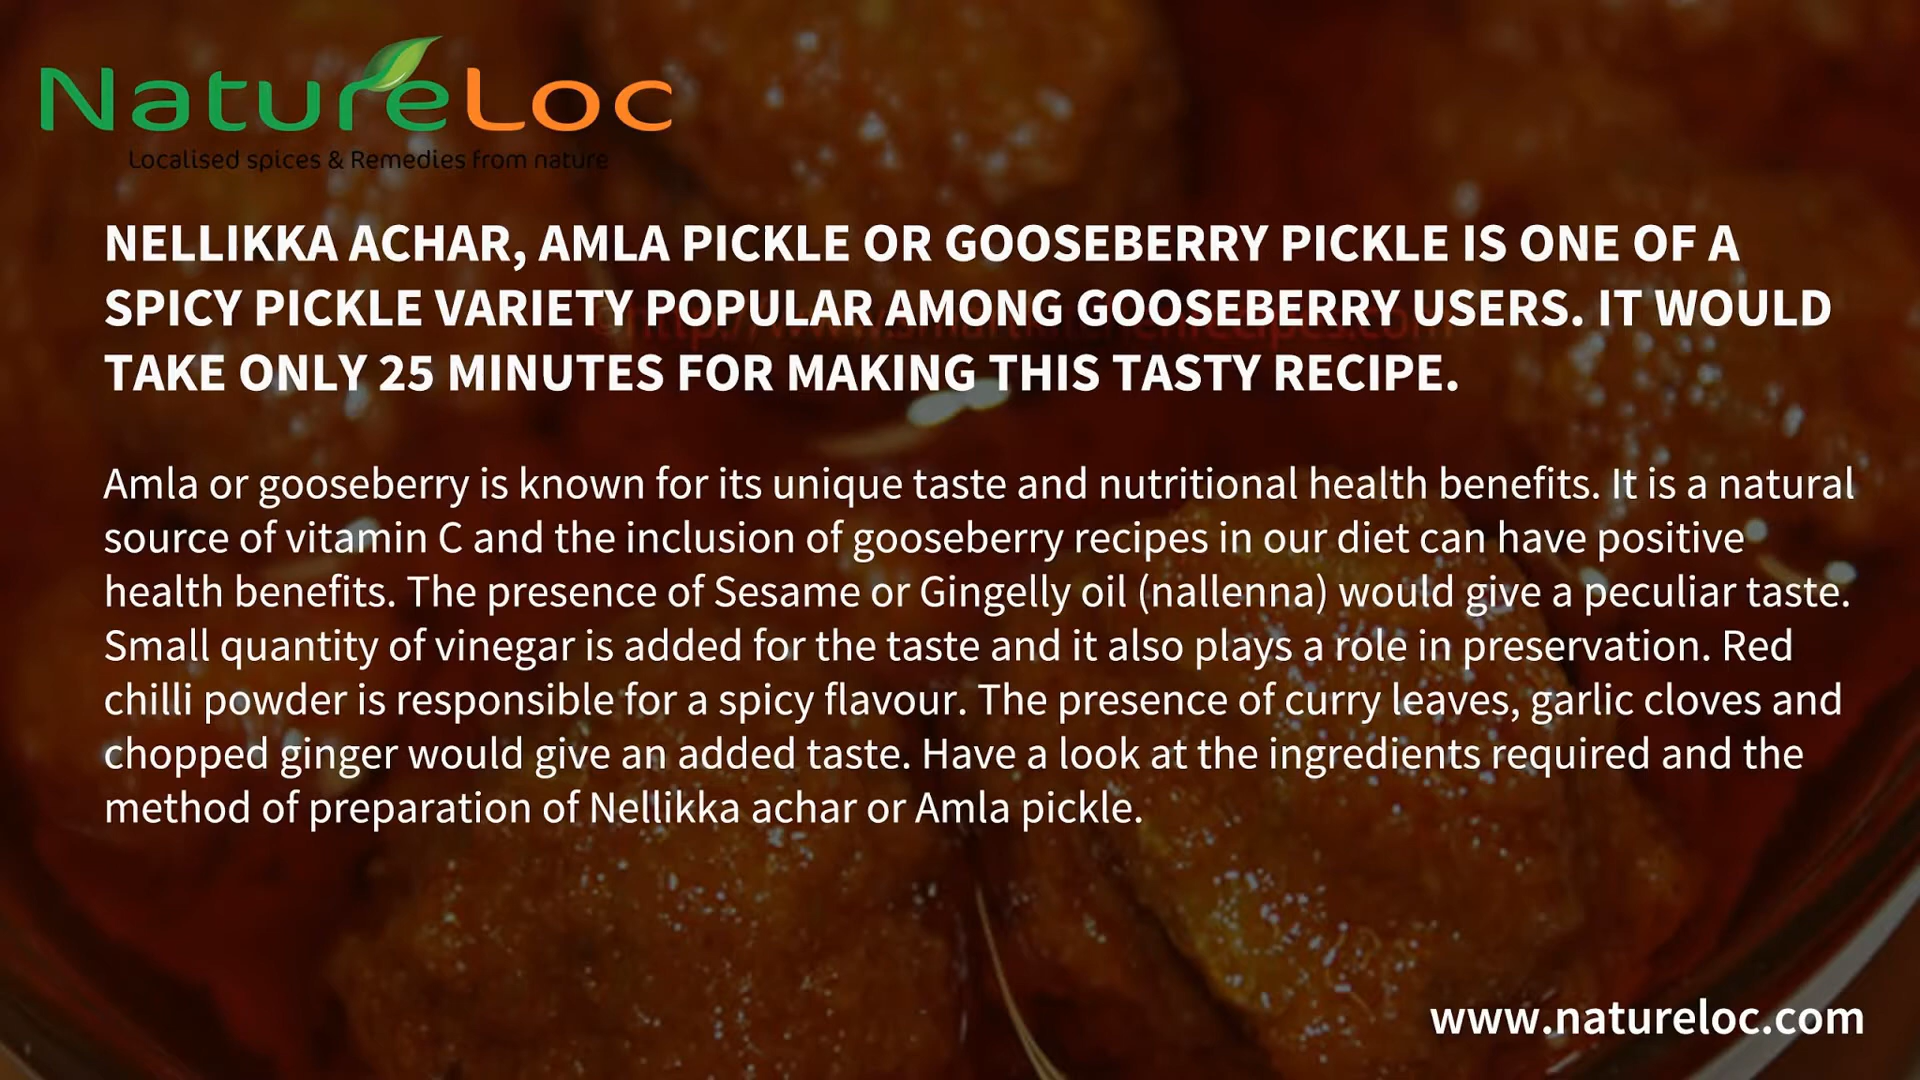 NatureLoc
Localised spices & Remedies from nature
NELLIKKA ACHAR, AMLA PICKLE OR GOOSEBERRY PICKLE IS ONE OF A
SPICY PICKLE VARIETY POPULAR AMONG GOOSEBERRY USERS. IT WOULD
TAKE ONLY 25 MINUTES FOR MAKING THIS TASTY RECIPE.
Amla or gooseberry is known for its unique taste and nutritional health benefits. It is a natural
source of vitamin C and the inclusion of gooseberry recipes in our diet can have positive
health benefits. The presence of Sesame or Gingelly oil (nallenna) would give a peculiar taste.
Small quantity of vinegar is added for the taste and it also plays a role in preservation. Red
chilli powder is responsible for a spicy flavour. The presence of curry leaves, garlic cloves and
chopped ginger would give an added taste. Have a look at the ingredients required and the
method of preparation of Nellikka achar or Amla pickle.
www.natureloc.com